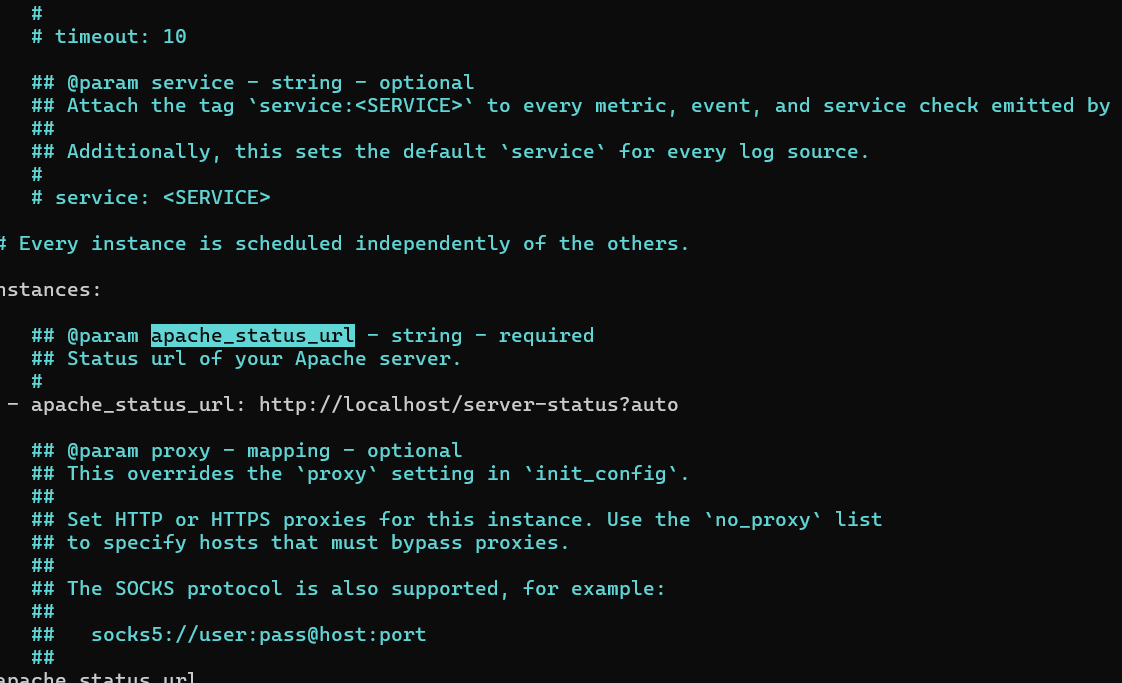 #
# timeout: 10
## @param service - string - optional
## Attach the tag `service:<SERVICE>` to every metric, event, and service check emitted by
##
## Additionally, this sets the default `service` for every log source.
#
# service: <SERVICE>
# Every instance is scheduled independently of the others.
nstances:
## @param apache_status_url - string - required
## Status url of your Apache server.
#
- apache_status_url: http://localhost/server-status?auto
## @param proxy - mapping - optional
## This overrides the `proxy` setting in `init_config`.
##
## Set HTTP or HTTPS proxies for this instance. Use the `no_proxy` list
## to specify hosts that must bypass proxies.
##
## The SOCKS protocol is also supported, for example:
##
##   socks5://user:pass@host:port
##
apache_status_url